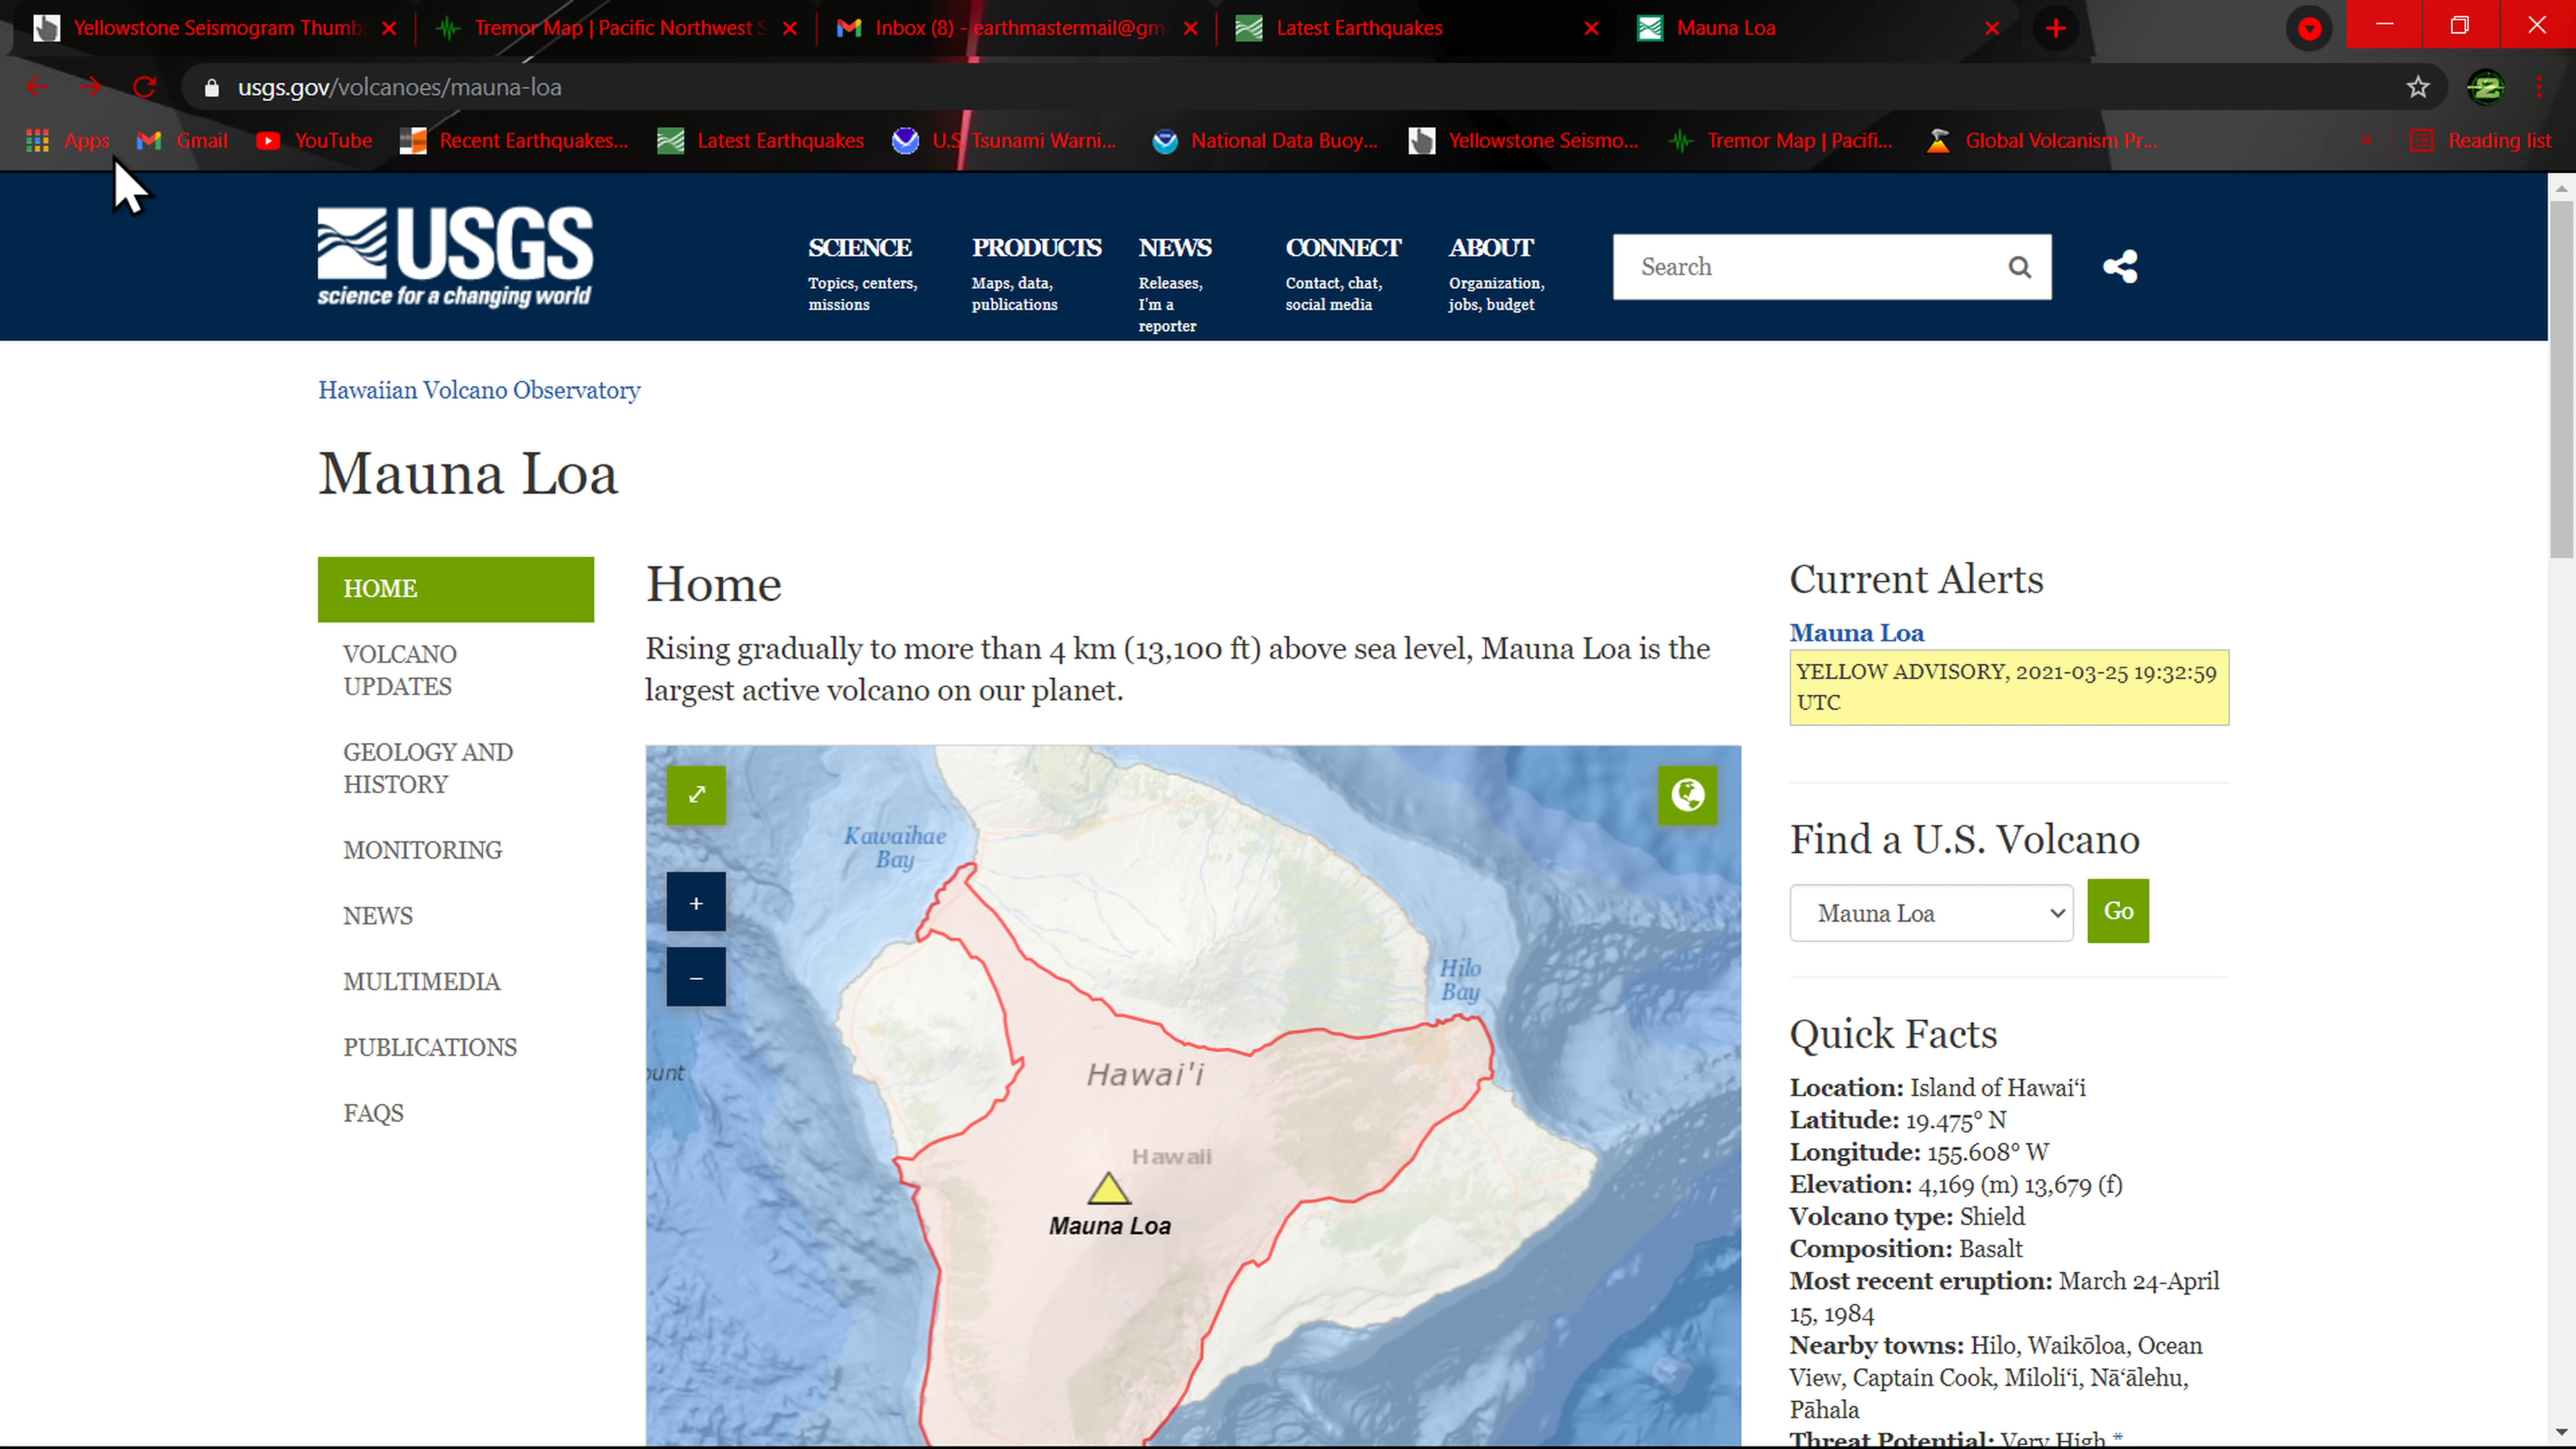 Yellowstone Seismogram Thumb
Tremor Map | Pacific Northwest S
Inbox (8) - earthmastermail@gm
Latest Earthquakes
Mauna Loa
usgs.gov/volcanoes/mauna-loa
Apps
Gmail
YouTube
Recent Earthquakes...
Latest Earthquakes
U.S. Tsunami Warni...
National Data Buoy...
Yellowstone Seismo...
Tremor Map | Pacifi...
Global Volcanism Pr...
Reading list
USGS
science for a changing world
SCIENCE
Topics, centers,
missions
PRODUCTS
Maps, data,
publications
NEWS
Releases,
I'm a
reporter
CONNECT
Contact, chat,
social media
ABOUT
Organization,
jobs, budget
Search
Hawaiian Volcano Observatory
Mauna Loa
HOME
VOLCANO
UPDATES
GEOLOGY AND
HISTORY
MONITORING
NEWS
MULTIMEDIA
PUBLICATIONS
FAQS
Home
Rising gradually to more than 4 km (13,100 ft) above sea level, Mauna Loa is the
largest active volcano on our planet.
Kawaihae
Bay
+
−
Hilo
Bay
ount
Hawai'i
Hawaii
Mauna Loa
Current Alerts
Mauna Loa
YELLOW ADVISORY, 2021-03-25 19:32:59
UTC
Find a U.S. Volcano
Mauna Loa
Go
Quick Facts
Location: Island of Hawai‘i
Latitude: 19.475° N
Longitude: 155.608° W
Elevation: 4,169 (m) 13,679 (f)
Volcano type: Shield
Composition: Basalt
Most recent eruption: March 24-April
15, 1984
Nearby towns: Hilo, Waikōloa, Ocean
View, Captain Cook, Miloli‘i, Nā‘ālehu,
Pāhala
Threat Potential: Very High *